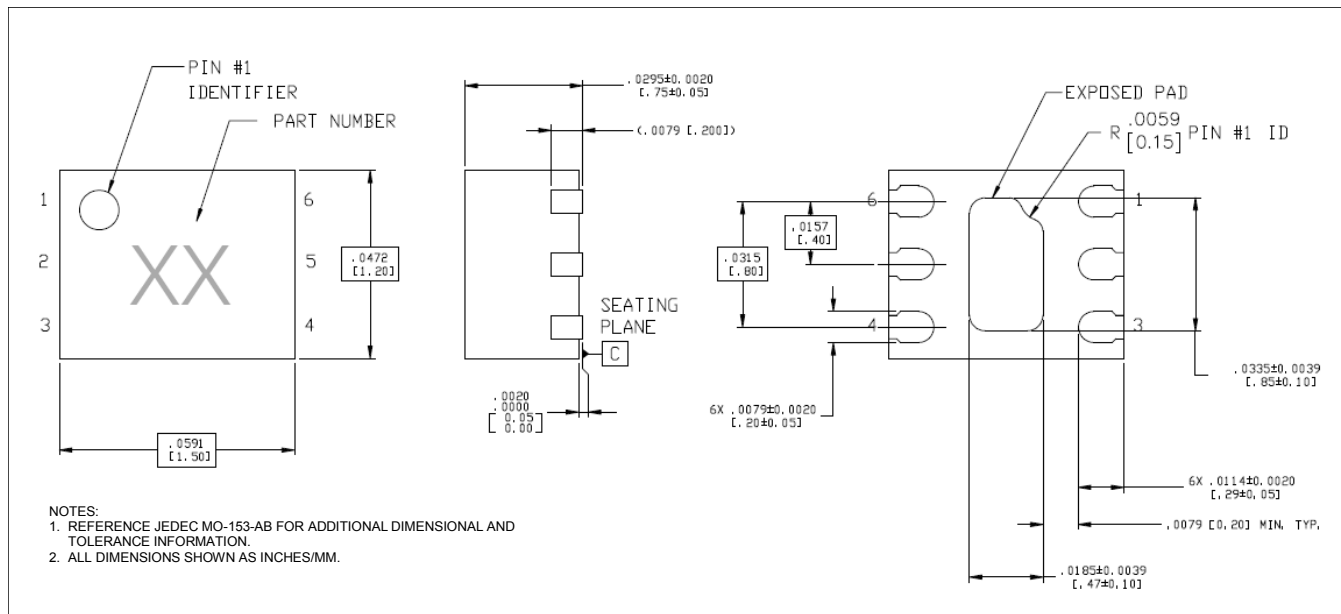 PIN #1
IDENTIFIER
PART NUMBER
1
2
3
6
5
4
XX
.0472
[1.20]
.0591
[1.50]
.0295±0.0020
[.75±0.05]
(.0079 [.200])
SEATING
PLANE
C
.0020
.0000
[ 0.05
0.00 ]
EXPOSED PAD
R .0059
[0.15] PIN #1 ID
6
4
1
3
.0157
[.40]
.0315
[.80]
6X .0079±0.0020
[.20±0.05]
.0335±0.0039
[.85±0.10]
6X .0114±0.0020
[.29±0.05]
.0079 [0.20] MIN. TYP.
.0185±0.0039
[.47±0.10]
NOTES:
1. REFERENCE JEDEC MO-153-AB FOR ADDITIONAL DIMENSIONAL AND
TOLERANCE INFORMATION.
2. ALL DIMENSIONS SHOWN AS INCHES/MM.